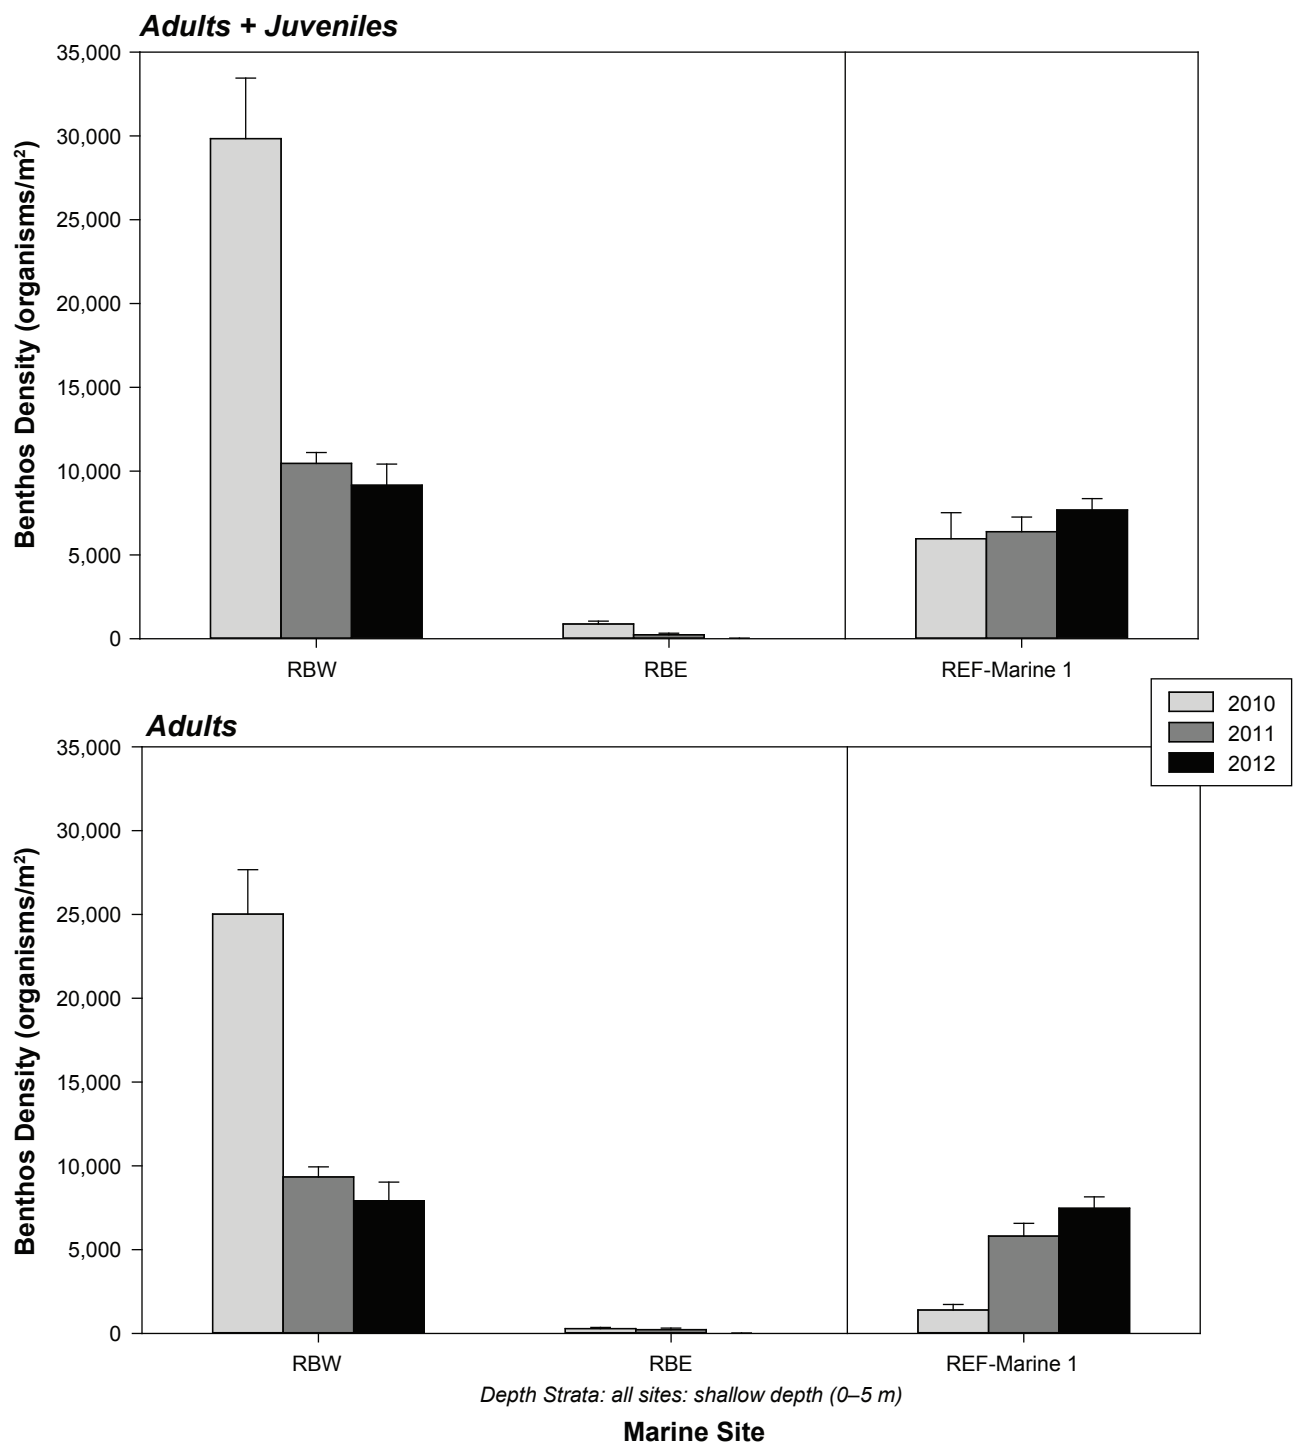 Adults + Juveniles
35,000
30,000
25,000
20,000
15,000
10,000
5,000
0
Benthos Density (organisms/m²)
RBW RBE REF-Marine 1
2010
2011
2012
Adults
35,000
30,000
25,000
20,000
15,000
10,000
5,000
0
Benthos Density (organisms/m²)
RBW RBE REF-Marine 1
Depth Strata: all sites: shallow depth (0–5 m)
Marine Site